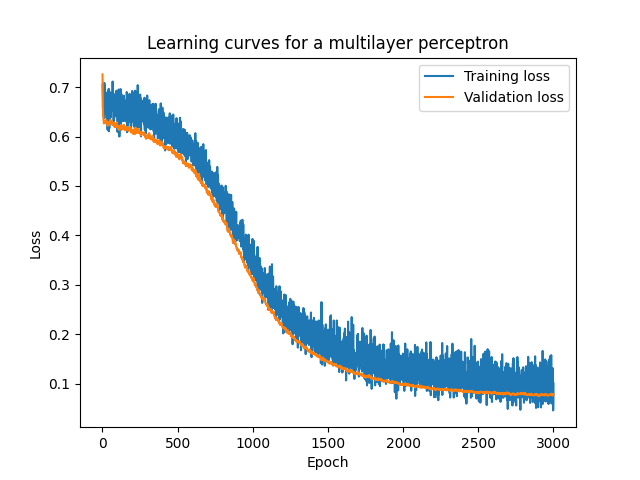 Learning curves for a multilayer perceptron
Training loss
Validation loss
0.7
0.6
0.5
0.4
0.3
0.2
0.1
Loss
0
500
1000
1500
2000
2500
3000
Epoch